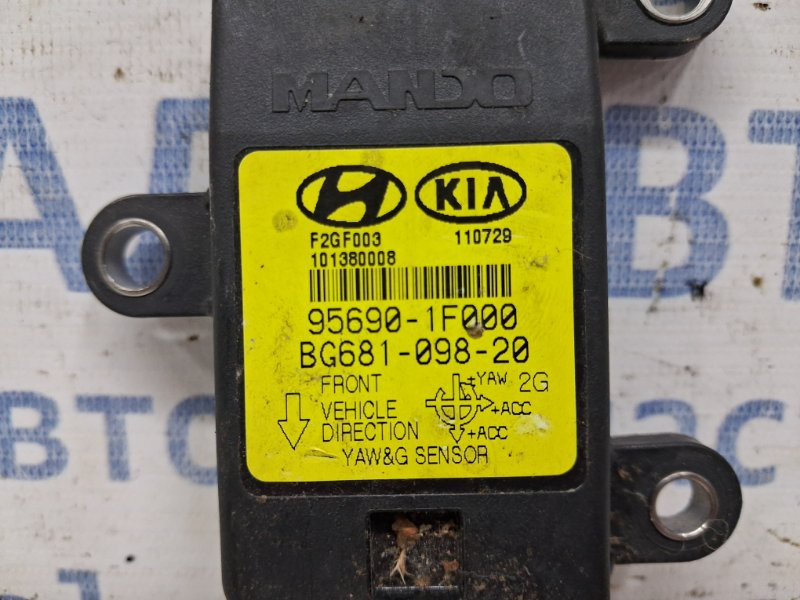 MANDO
KIA
F2GF003 110729
101380008
95690-1F000
BG681-098-20
FRONT +YAW 2G
VEHICLE +ACC
DIRECTION +ACC
YAW&G SENSOR